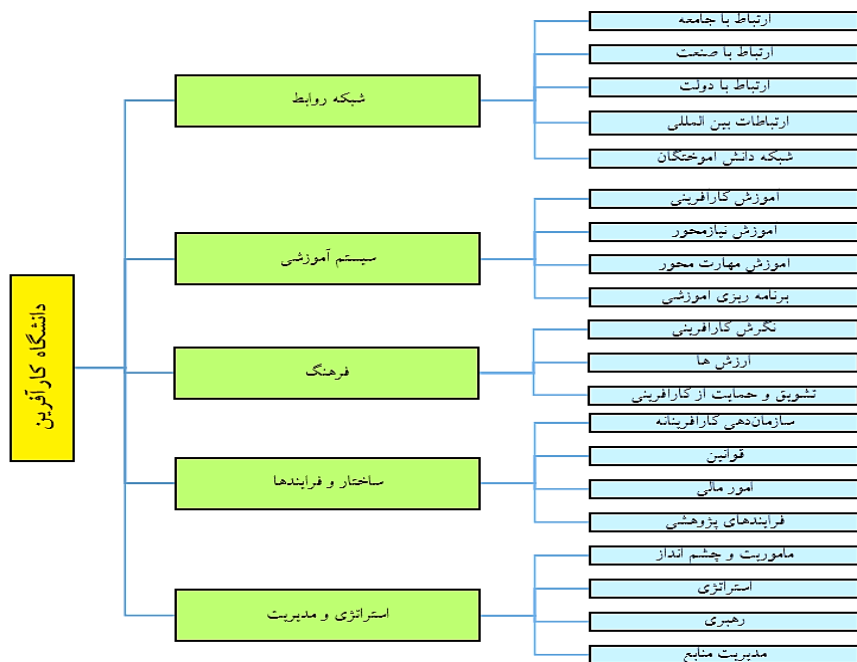 دانشگاه کارآفرین
شبکه روابط
ارتباط با جامعه
ارتباط با صنعت
ارتباط با دولت
ارتباطات بین المللی
شبکه دانش اموختگان
سیستم آموزشی
اموزش کارافرینی
اموزش نیازمحور
اموزش مهارت محور
برنامه ریزی اموزشی
فرهنگ
نگرش کارافرینی
ارزش ها
تشویق و حمایت از کارافرینی
ساختار و فرایندها
سازمان‌دهی کارافرینانه
قوانین
امور مالی
فرایندهای پژوهشی
استراتژی و مدیریت
ماموریت و چشم انداز
استراتژی
رهبری
مدیریت منابع